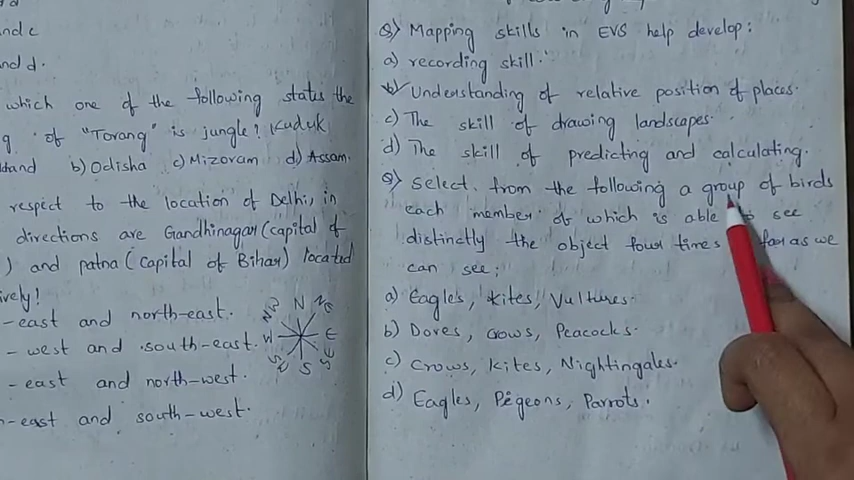 nd c
nd d.
which one of the following states the
g of "Torang" is jungle? Kuduk
b) Odisha c) Mizoram d) Assam.
respect to the location of Delhi, in
directions are Gandhinagar (capital of
) and patna (Capital of Bihar) located
ively!
-east and north-east.
- west and south-east.
-east and north-west.
-east and south-west.
NW N NE
W E
SW S SE
Q) Mapping skills in EVS help develop:
a) recording skill.
b) Understanding of relative position of places.
c) The skill of drawing landscapes.
d) The skill of predicting and calculating.
Q) Select from the following a group of birds
each member of which is able to see
distinctly the object four times far as we
can see;
a) Eagles, kites, Vultures.
b) Doves, Crows, Peacocks.
c) Crows, kites, Nightingales.
d) Eagles, Pegeons, Parrots.